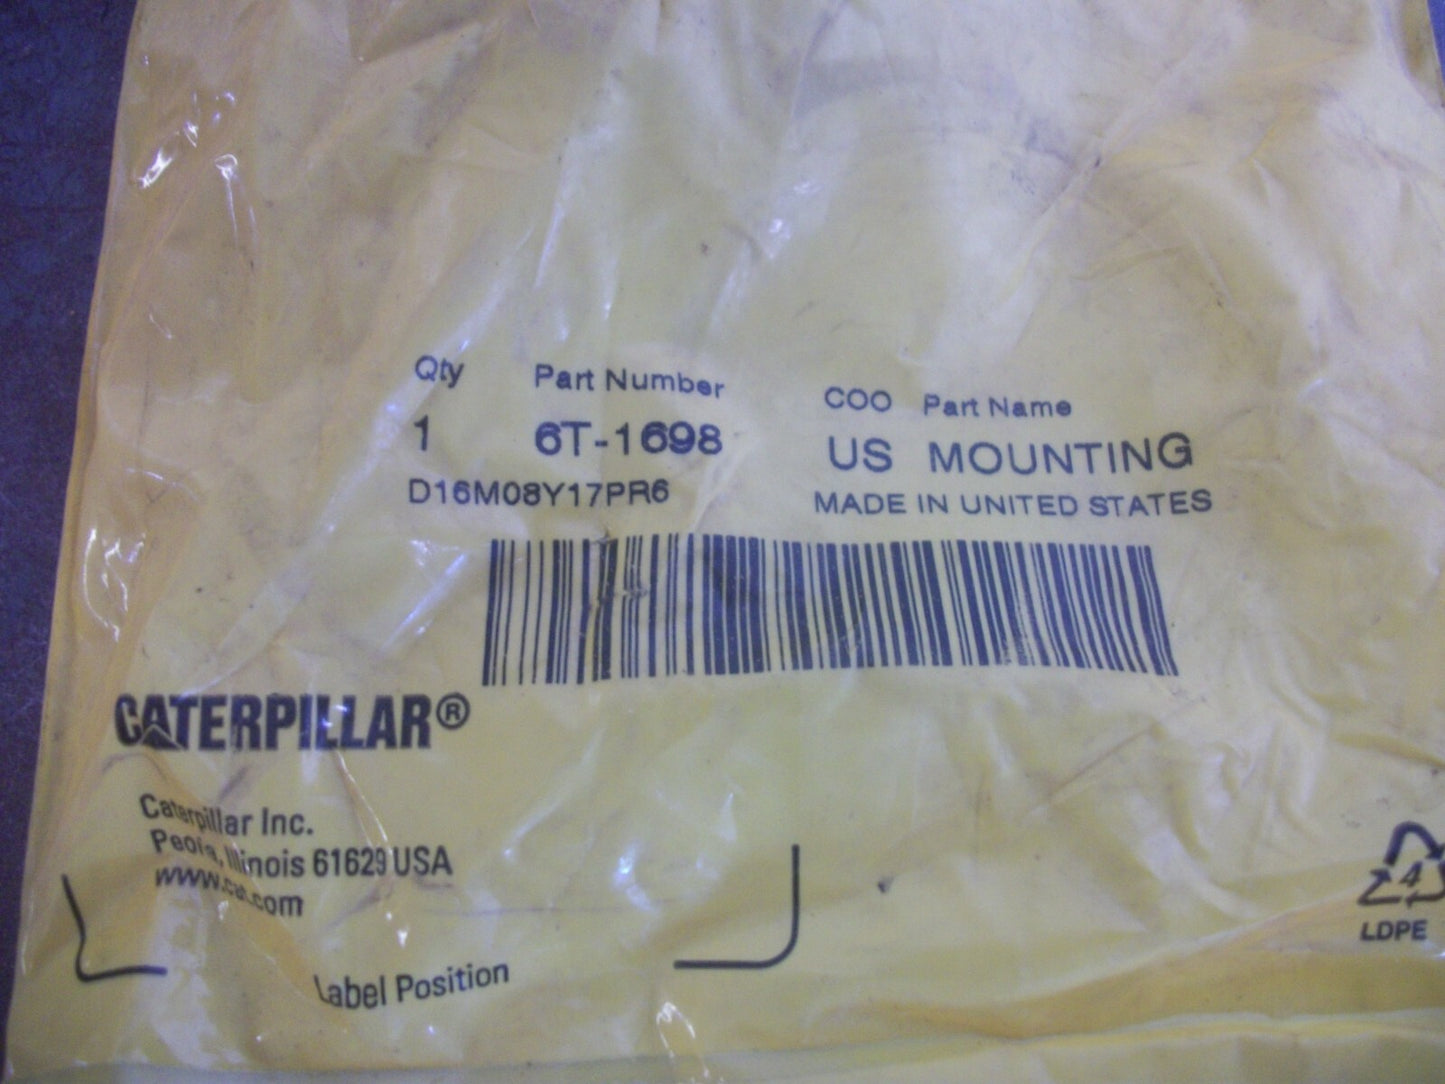 Qty Part Number COO Part Name
1 6T-1698 US MOUNTING
D16M08Y17PR6 MADE IN UNITED STATES
CATERPILLAR®
Caterpillar Inc.
Peoria, Illinois 61629 USA
www.cat.com
Label Position
4
LDPE